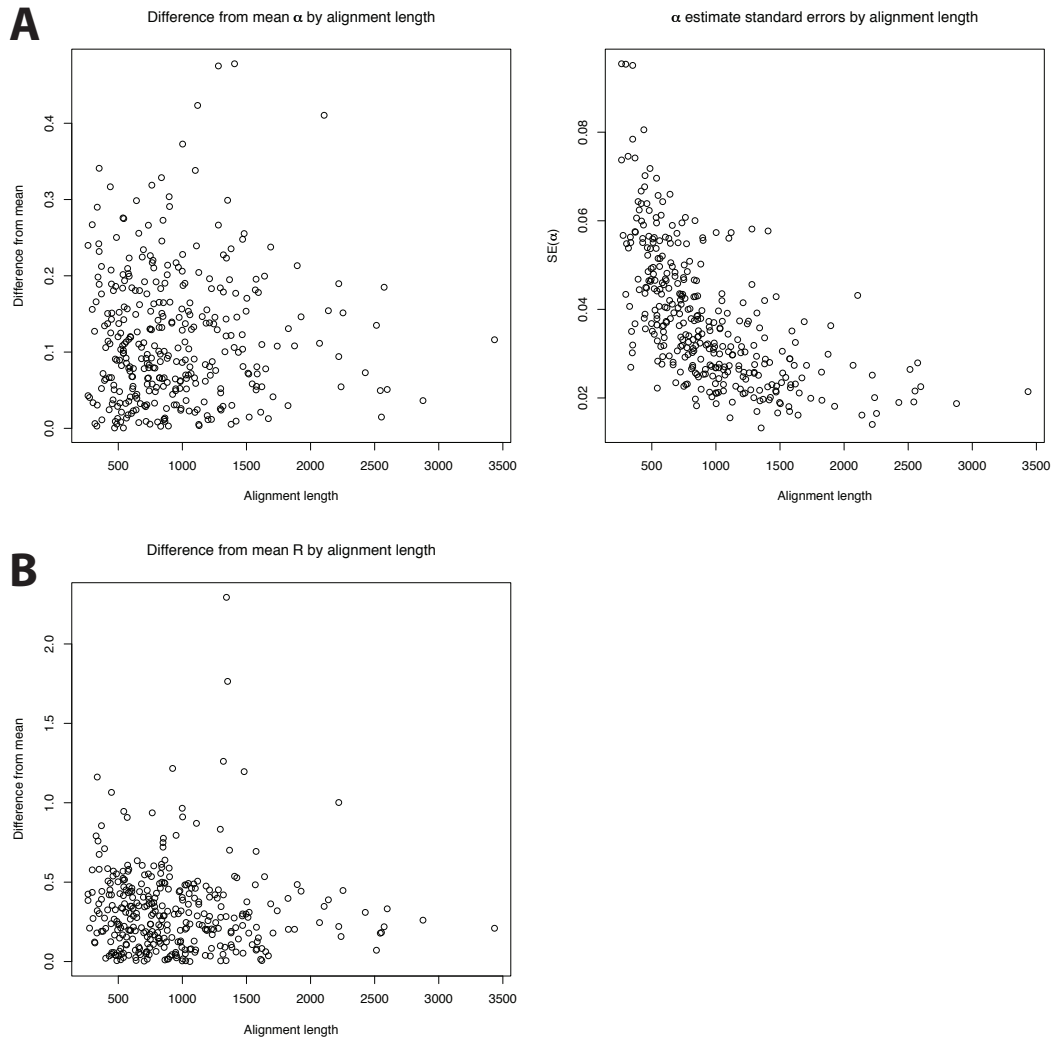 A
Difference from mean α by alignment length
Difference from mean
0.0 0.1 0.2 0.3 0.4
500 1000 1500 2000 2500 3000 3500
Alignment length
α estimate standard errors by alignment length
SE(α)
0.02 0.04 0.06 0.08
500 1000 1500 2000 2500 3000 3500
Alignment length
B
Difference from mean R by alignment length
Difference from mean
0.0 0.5 1.0 1.5 2.0
500 1000 1500 2000 2500 3000 3500
Alignment length